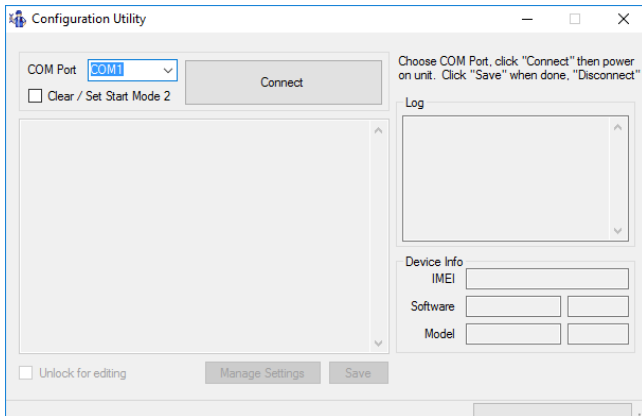 Configuration Utility
COM Port COM1
Connect
Clear / Set Start Mode 2
Choose COM Port, click "Connect" then power
on unit. Click "Save" when done, "Disconnect"
Log
Device Info
IMEI
Software
Model
Unlock for editing
Manage Settings
Save